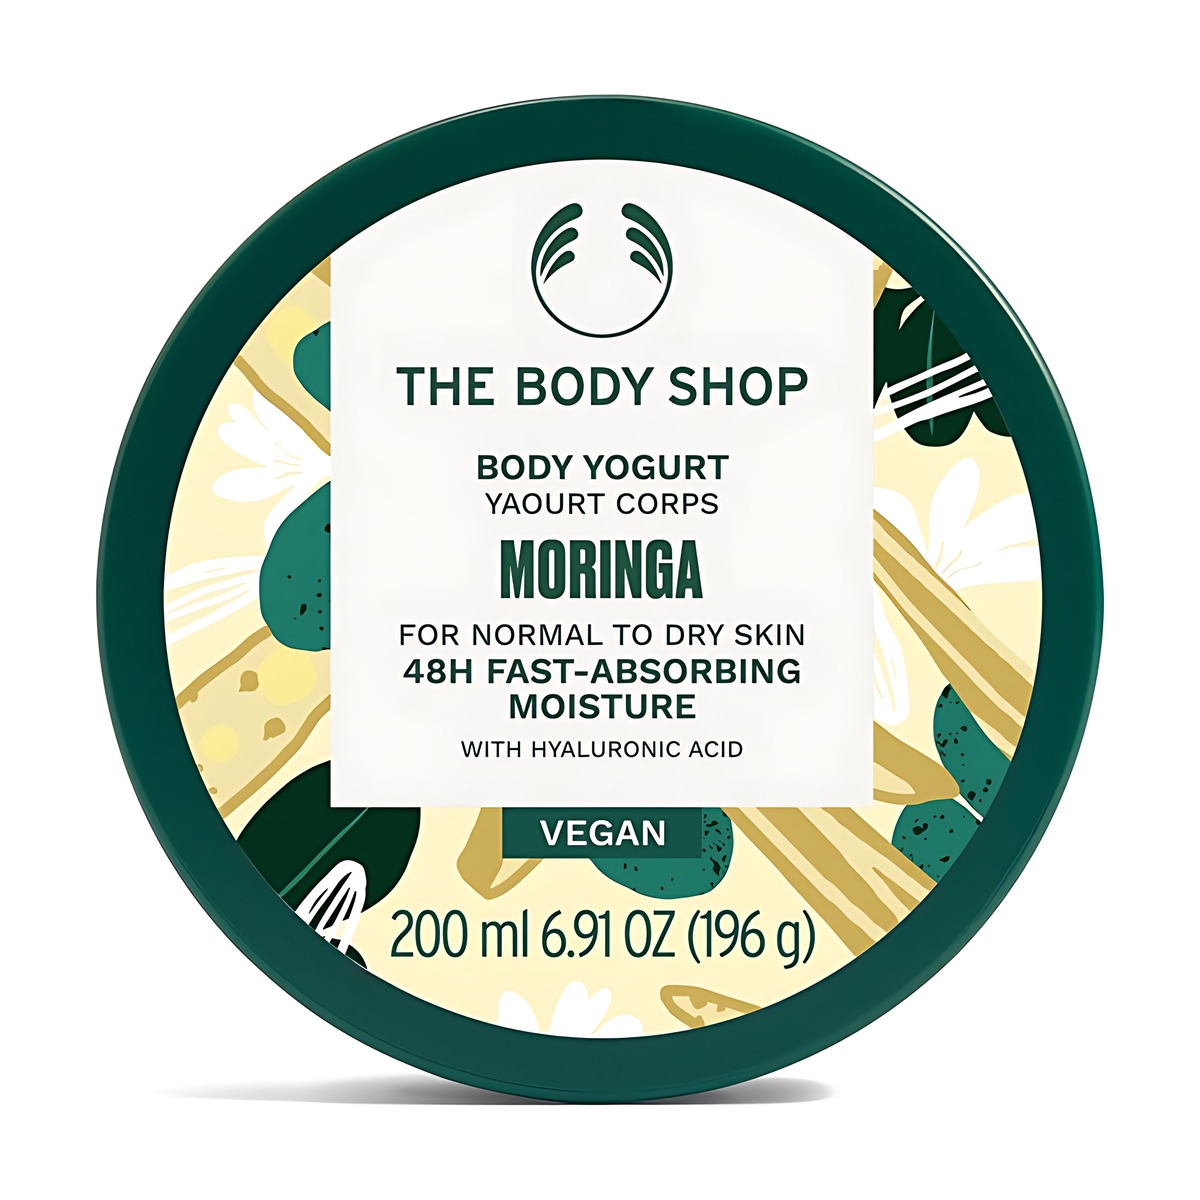 THE BODY SHOP
BODY YOGURT
YAOURT CORPS
MORINGA
FOR NORMAL TO DRY SKIN
48H FAST-ABSORBING
MOISTURE
WITH HYALURONIC ACID
VEGAN
200 ml 6.91 OZ (196 g)